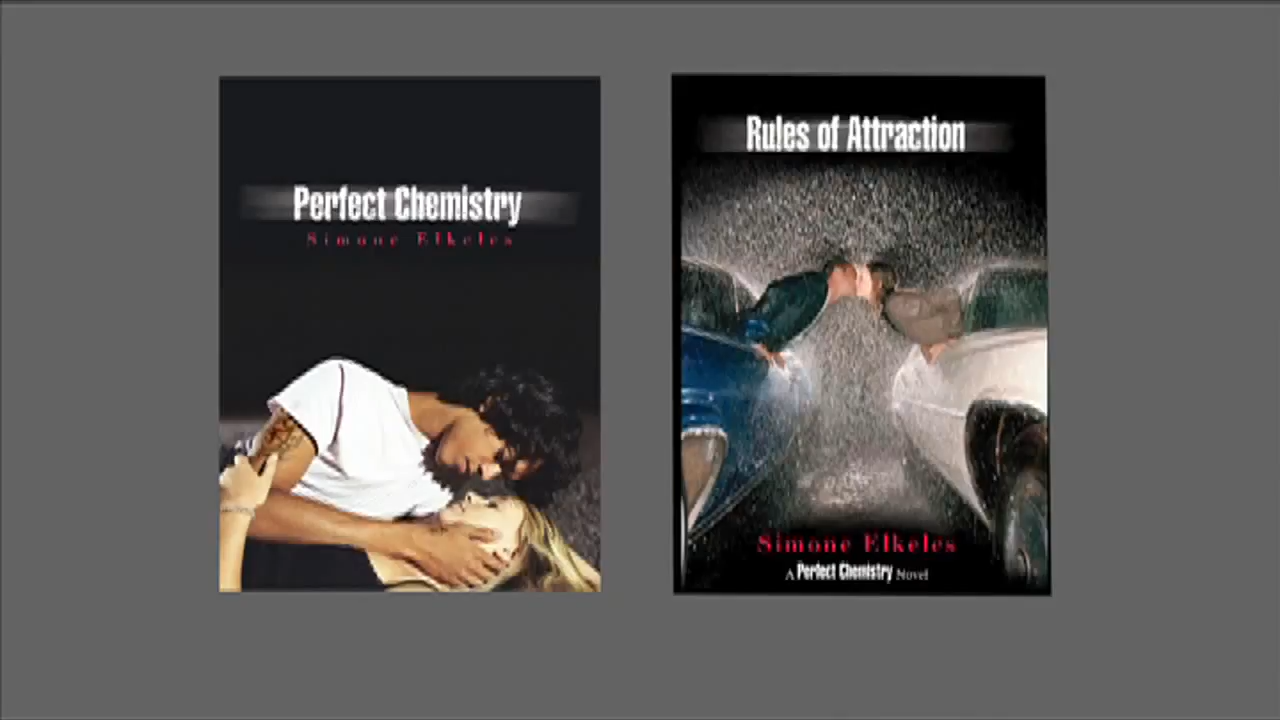 Perfect Chemistry
Simone Elkeles
Rules of Attraction
Simone Elkeles
A Perfect Chemistry Novel